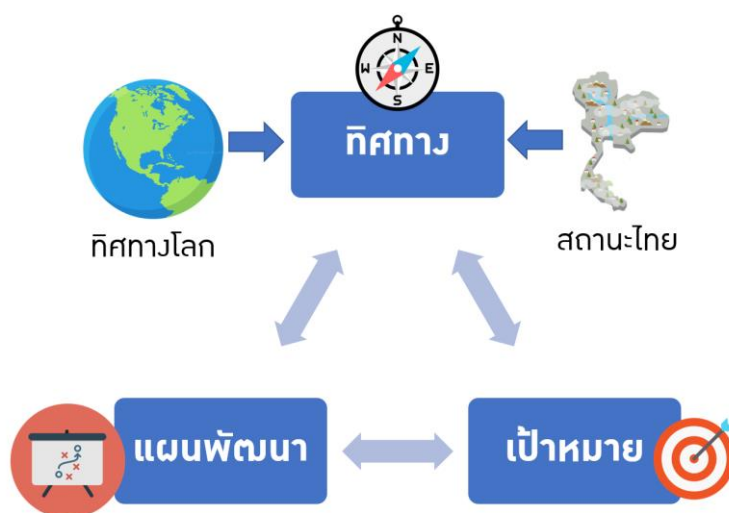 N
W E
S
ทิศทาง
ทิศทางโลก
สถานะไทย
แผนพัฒนา
เป้าหมาย